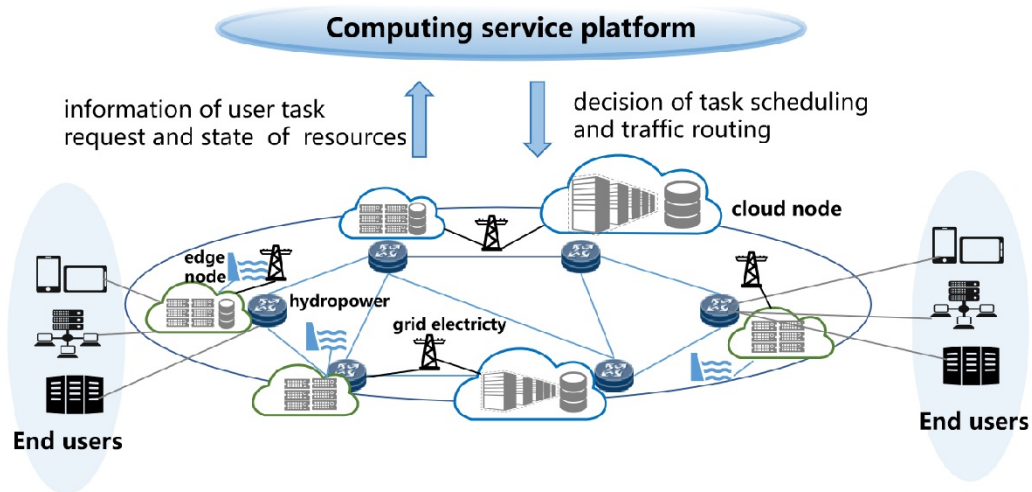 Computing service platform
information of user task
request and state of resources
decision of task scheduling
and traffic routing
cloud node
edge
node
hydropower
grid electricty
End users
End users